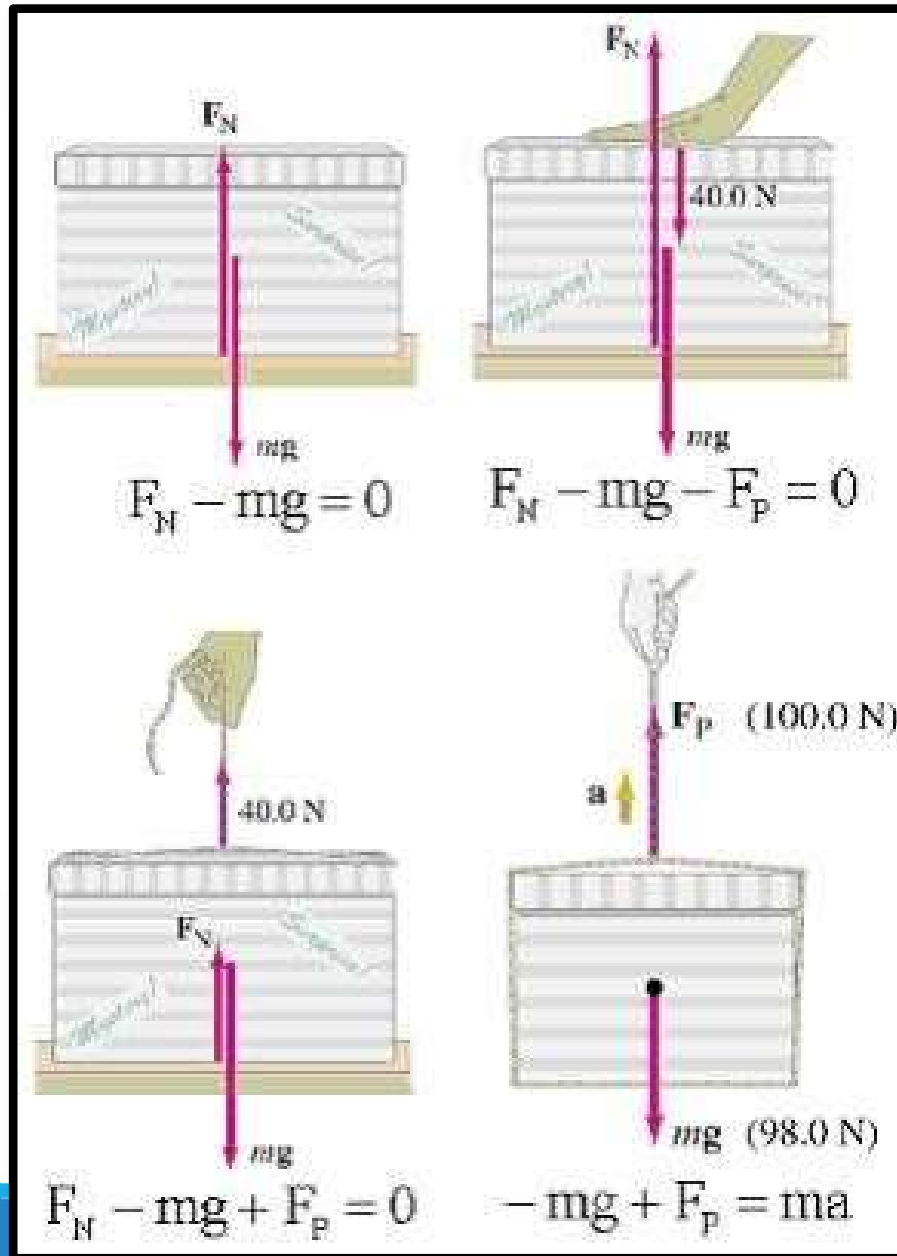 F_N
mg
F_N − mg = 0
F_N
40.0 N
mg
F_N − mg − F_P = 0
40.0 N
F_N
mg
F_N − mg + F_P = 0
F_P (100.0 N)
a
mg (98.0 N)
−mg + F_P = ma